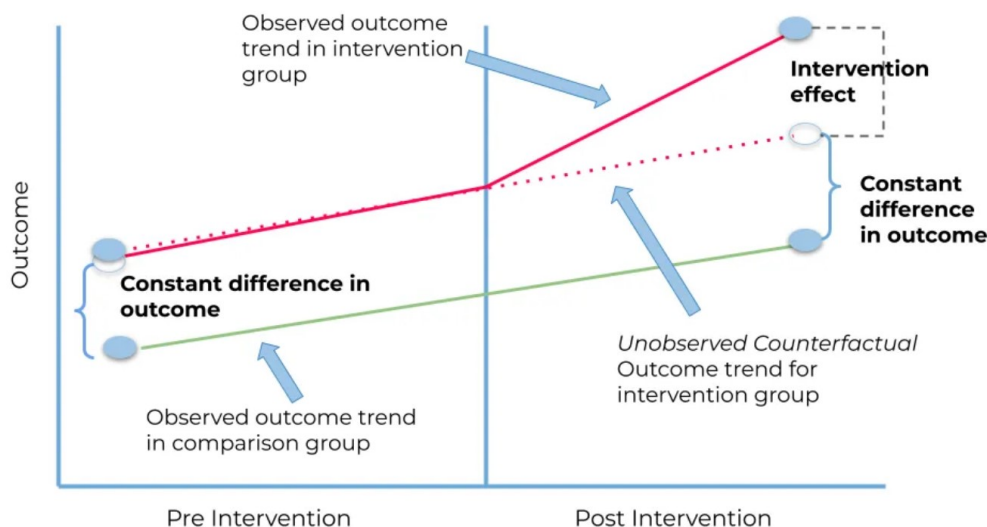 Observed outcome
trend in intervention
group
Intervention
effect
Constant
difference
in outcome
Outcome
Constant difference in
outcome
Unobserved Counterfactual
Outcome trend for
intervention group
Observed outcome trend
in comparison group
Pre Intervention
Post Intervention